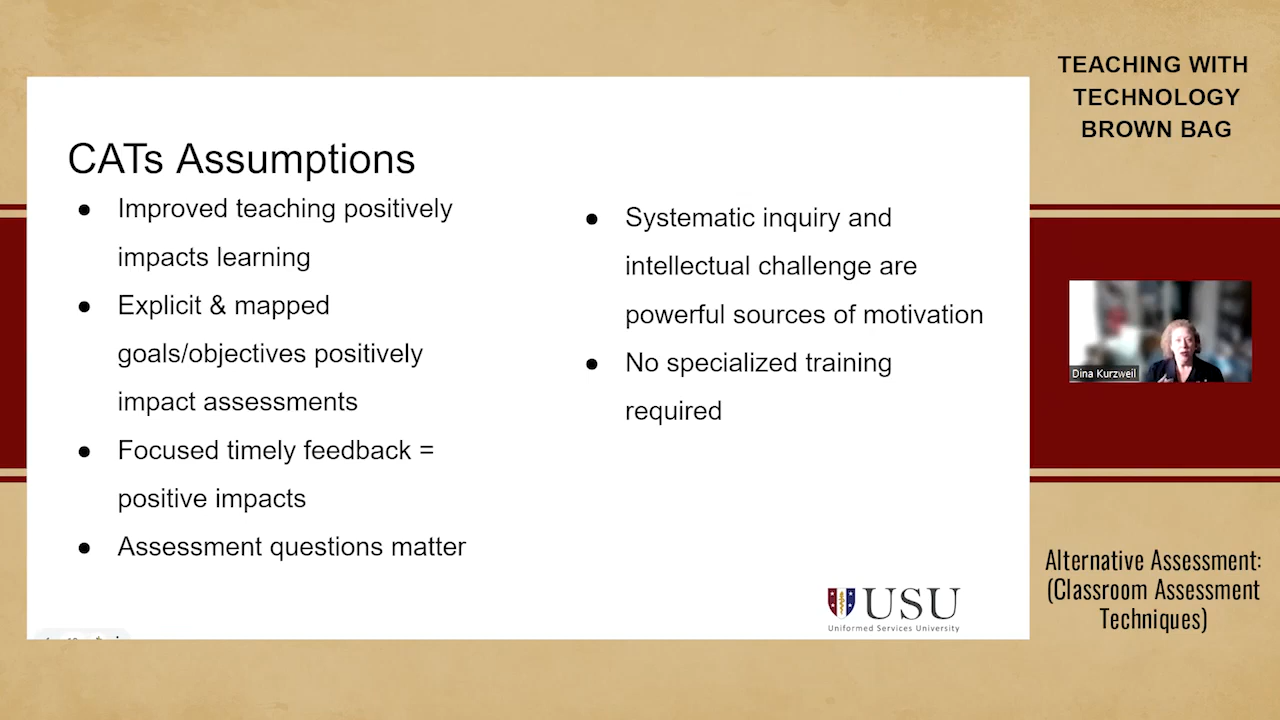 CATs Assumptions
● Improved teaching positively
impacts learning
● Explicit & mapped
goals/objectives positively
impact assessments
● Focused timely feedback =
positive impacts
● Assessment questions matter
● Systematic inquiry and
intellectual challenge are
powerful sources of motivation
● No specialized training
required
USU
Uniformed Services University
TEACHING WITH
TECHNOLOGY
BROWN BAG
Dina Kurzweil
Alternative Assessment:
(Classroom Assessment
Techniques)